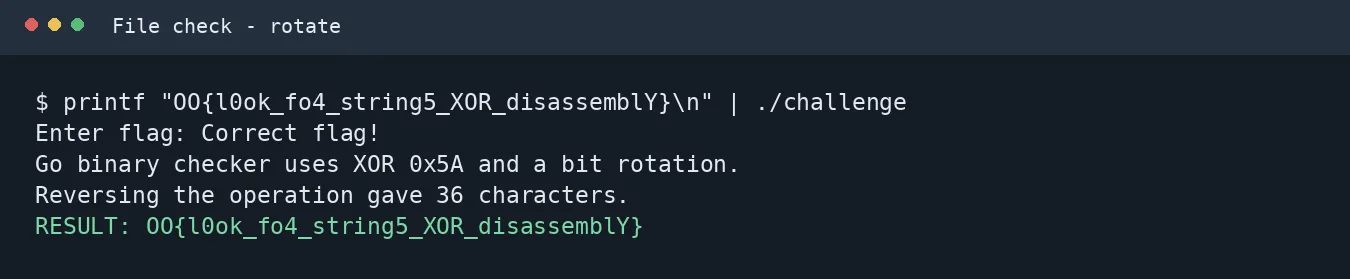 File check - rotate
$ printf "OO{l0ok_fo4_string5_XOR_disassemblY}\n" | ./challenge
Enter flag: Correct flag!
Go binary checker uses XOR 0x5A and a bit rotation.
Reversing the operation gave 36 characters.
RESULT: OO{l0ok_fo4_string5_XOR_disassemblY}